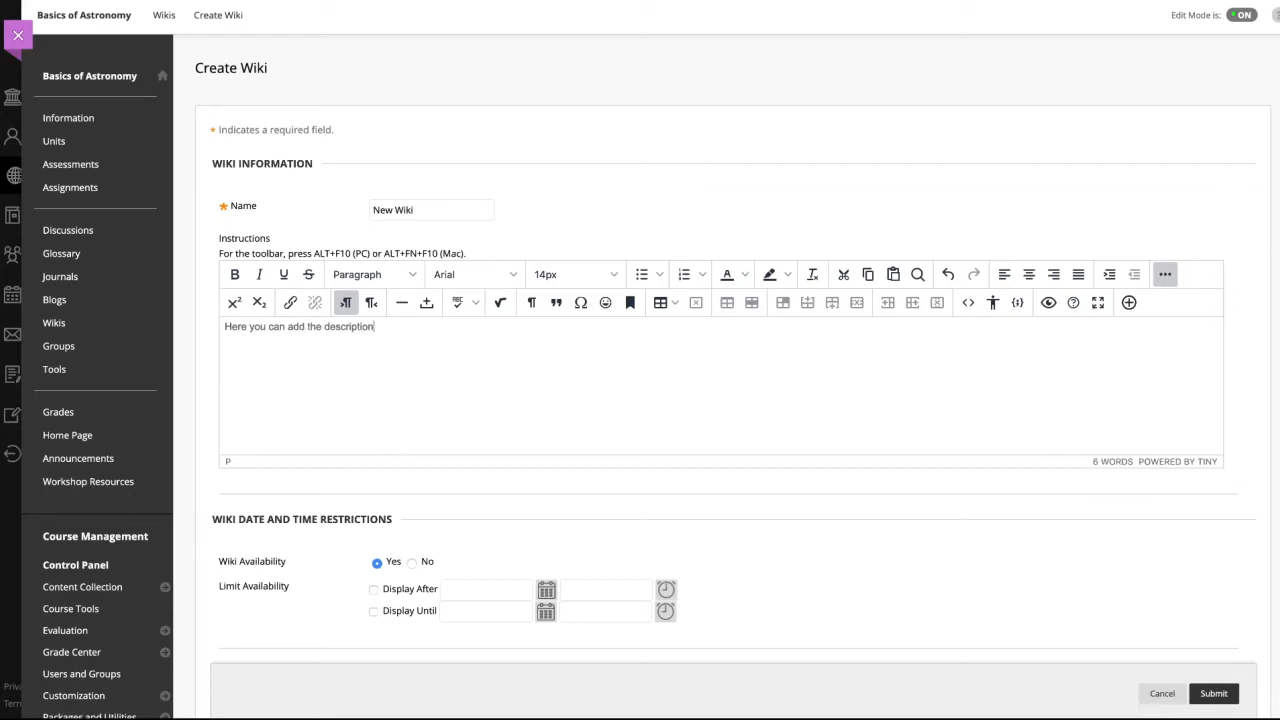 Basics of Astronomy Wikis Create Wiki Edit Mode is: ON
Basics of Astronomy
Information
Units
Assessments
Assignments
Discussions
Glossary
Journals
Blogs
Wikis
Groups
Tools
Grades
Home Page
Announcements
Workshop Resources
Course Management
Control Panel
Content Collection
Course Tools
Evaluation
Grade Center
Users and Groups
Customization
Packages and Utilities
Create Wiki
* Indicates a required field.
WIKI INFORMATION
* Name New Wiki
Instructions
For the toolbar, press ALT+F10 (PC) or ALT+FN+F10 (Mac).
B I U S Paragraph Arial 14px
Here you can add the description
P 6 WORDS POWERED BY TINY
WIKI DATE AND TIME RESTRICTIONS
Wiki Availability Yes No
Limit Availability Display After
Display Until
Cancel Submit